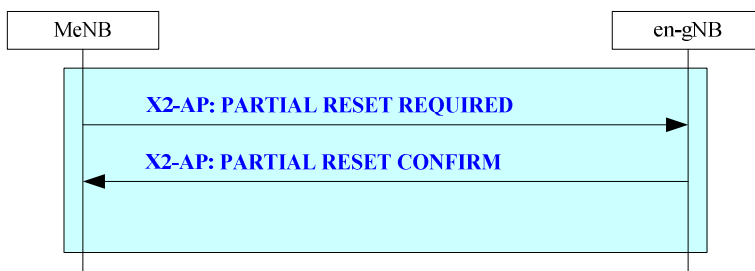 MeNB
en-gNB
X2-AP: PARTIAL RESET REQUIRED
X2-AP: PARTIAL RESET CONFIRM